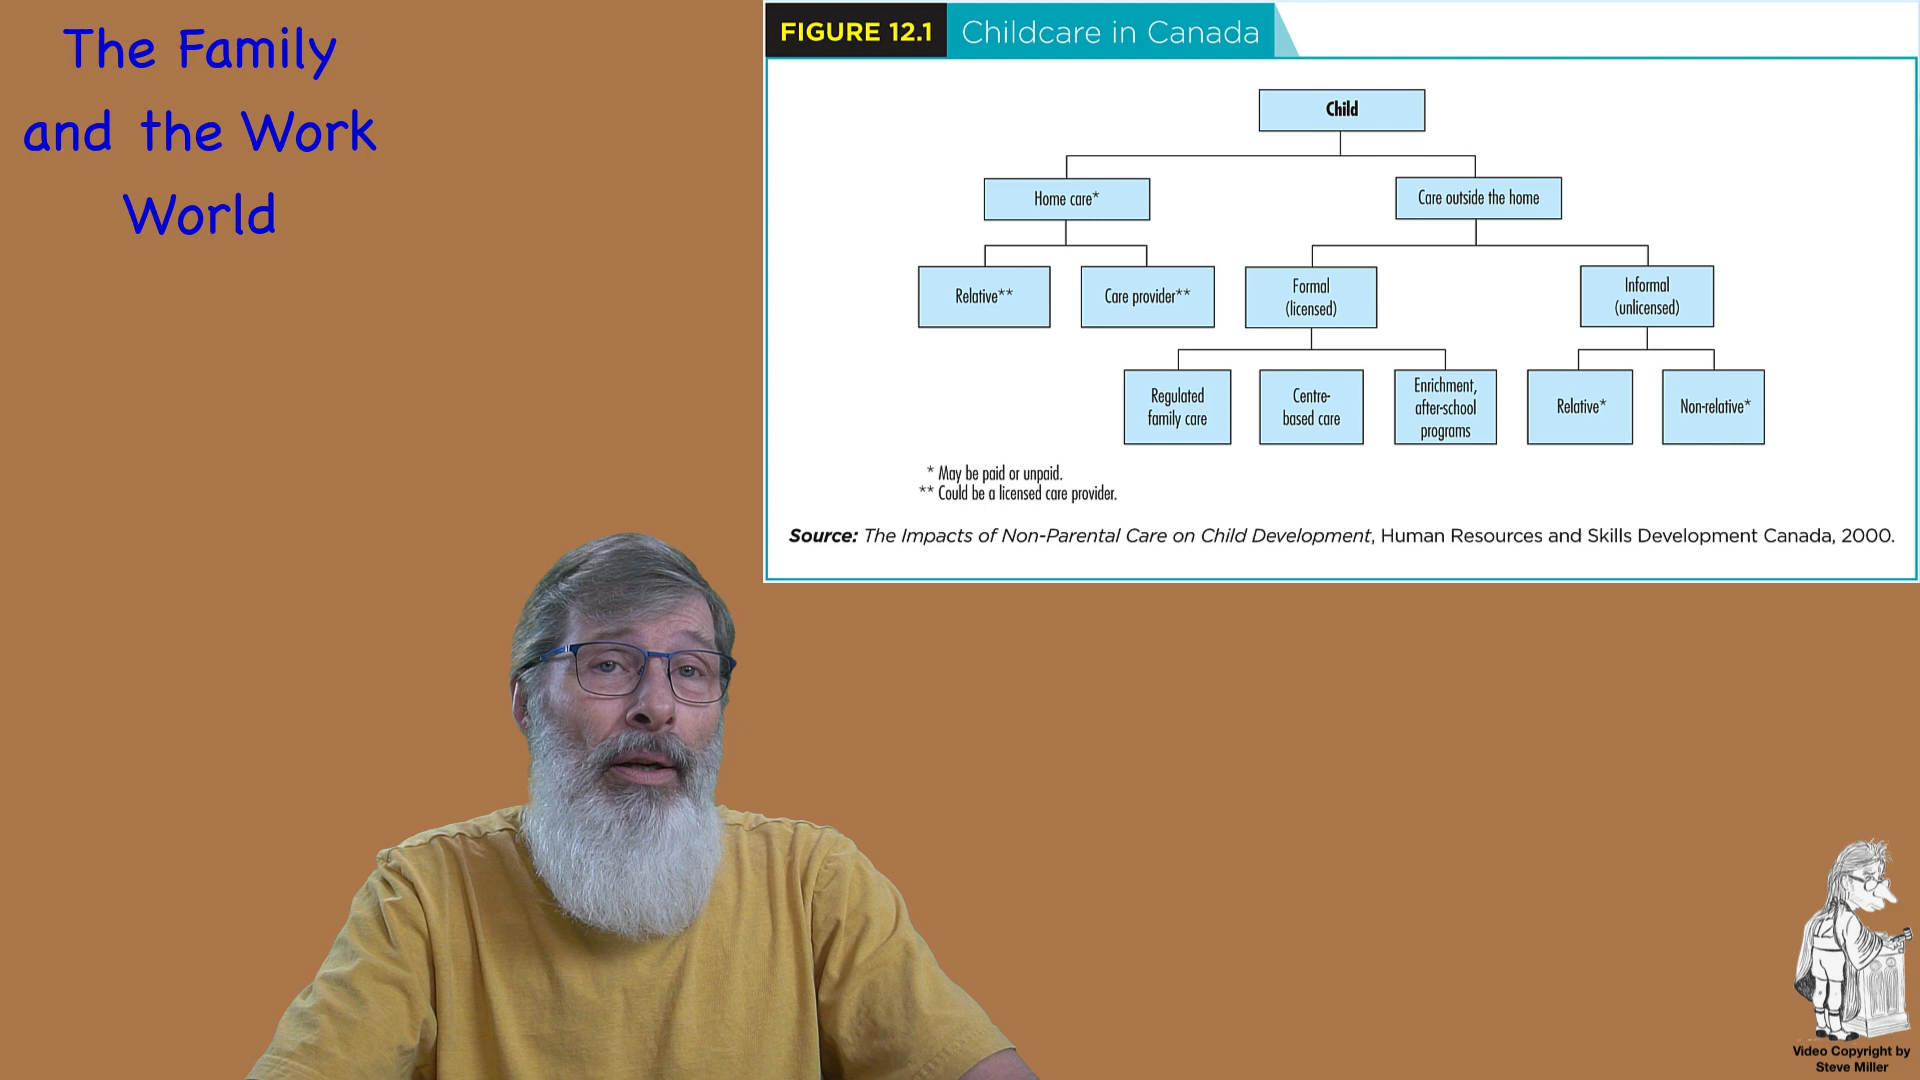 The Family
and the Work
World
FIGURE 12.1 Childcare in Canada
Child
Home care*
Care outside the home
Relative**
Care provider**
Formal
(licensed)
Informal
(unlicensed)
Regulated
family care
Centre-
based care
Enrichment,
after-school
programs
Relative*
Non-relative*
* May be paid or unpaid.
** Could be a licensed care provider.
Source: The Impacts of Non-Parental Care on Child Development, Human Resources and Skills Development Canada, 2000.
Video Copyright by
Steve Miller